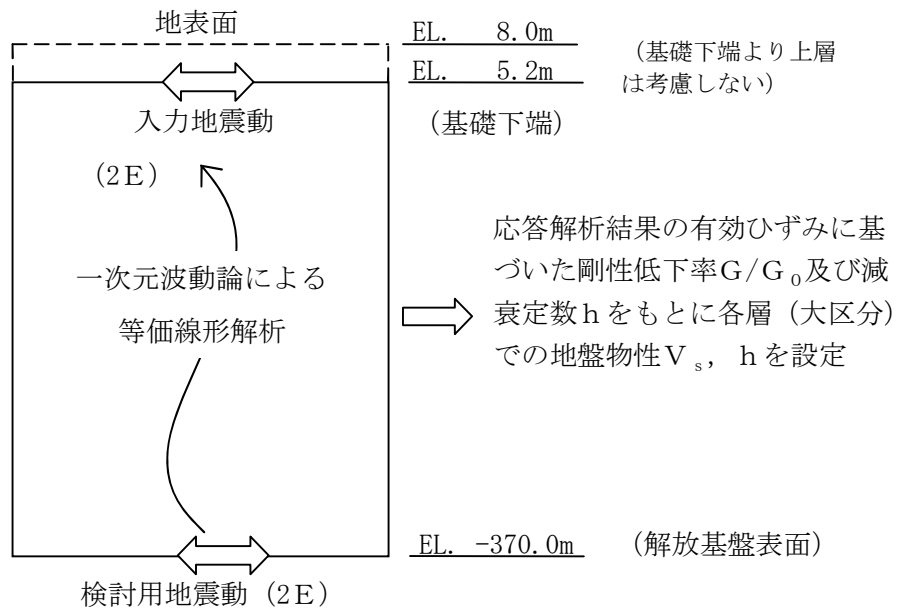 地表面
EL. 8.0m
(基礎下端より上層
は考慮しない)
EL. 5.2m
入力地震動
(基礎下端)
(2E)
一次元波動論による
等価線形解析
応答解析結果の有効ひずみに基
づいた剛性低下率G/G₀及び減
衰定数hをもとに各層(大区分)
での地盤物性Vₛ,hを設定
EL. -370.0m
(解放基盤表面)
検討用地震動(2E)